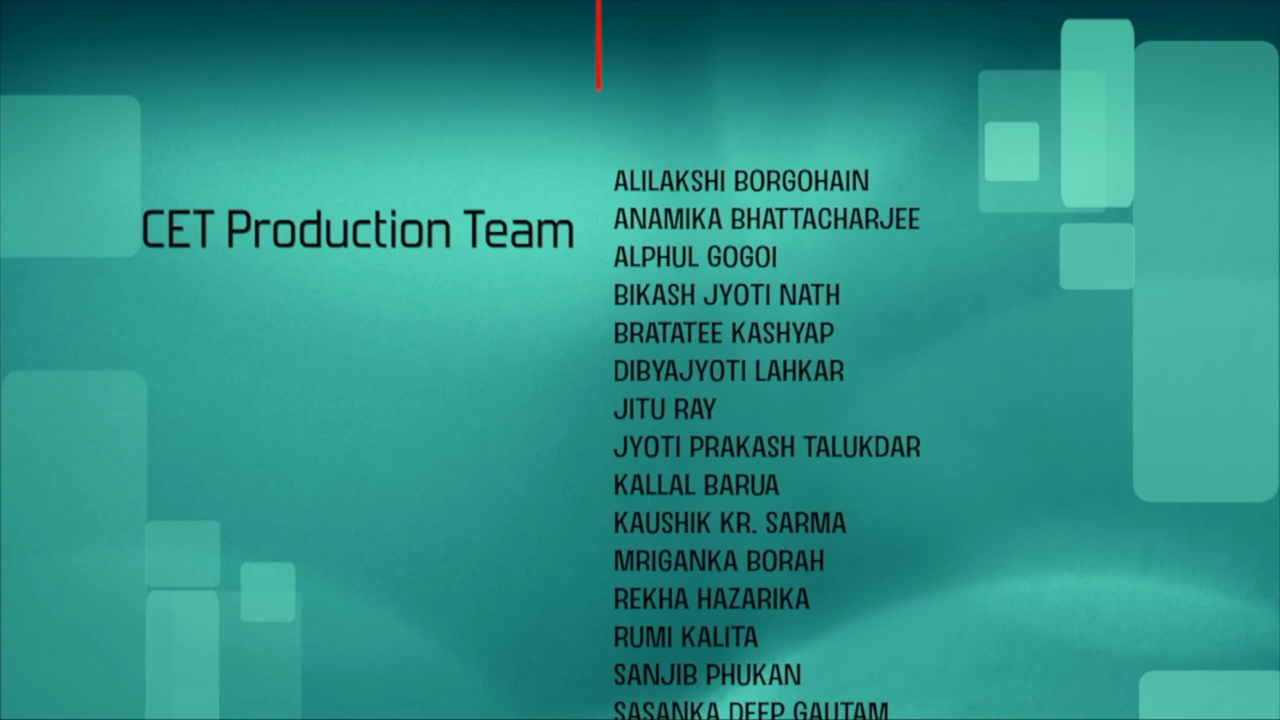 CET Production Team
ALILAKSHI BORGOHAIN
ANAMIKA BHATTACHARJEE
ALPHUL GOGOI
BIKASH JYOTI NATH
BRATATEE KASHYAP
DIBYAJYOTI LAHKAR
JITU RAY
JYOTI PRAKASH TALUKDAR
KALLAL BARUA
KAUSHIK KR. SARMA
MRIGANKA BORAH
REKHA HAZARIKA
RUMI KALITA
SANJIB PHUKAN
SASANKA DEEP GAUTAM